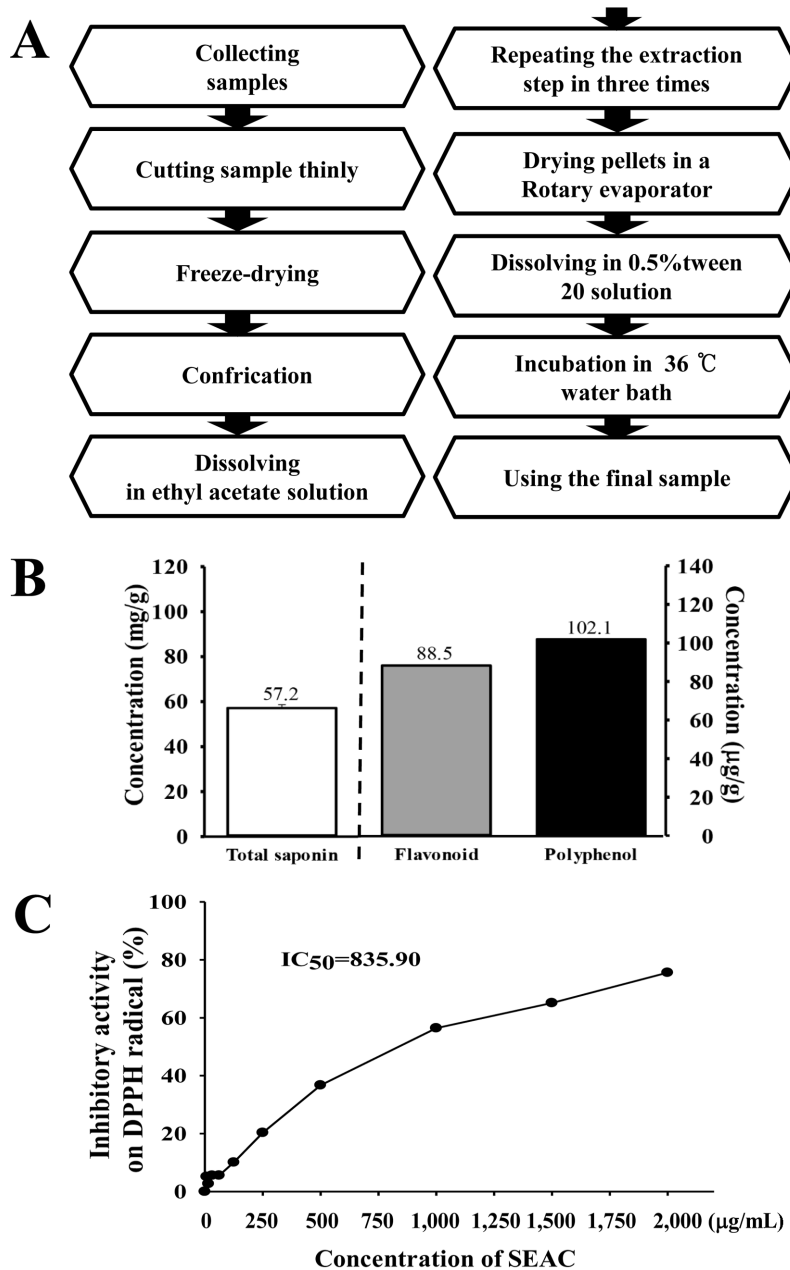 A
Collecting
samples
Cutting sample thinly
Freeze-drying
Confrication
Dissolving
in ethyl acetate solution
Repeating the extraction
step in three times
Drying pellets in a
Rotary evaporator
Dissolving in 0.5%tween
20 solution
Incubation in 36 ℃
water bath
Using the final sample
B
Concentration (mg/g)
120
100
80
60
40
20
0
57.2
88.5
102.1
Total saponin
Flavonoid
Polyphenol
140
120
100
80
60
40
20
0
Concentration (μg/g)
C
Inhibitory activity
on DPPH radical (%)
100
80
60
40
20
0
IC50=835.90
0 250 500 750 1,000 1,250 1,500 1,750 2,000 (μg/mL)
Concentration of SEAC